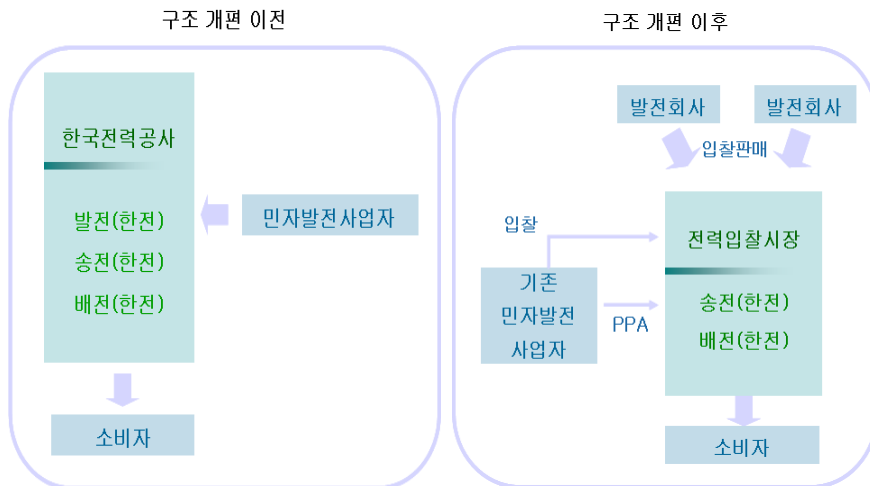 구조 개편 이전
한국전력공사
발전(한전)
송전(한전)
배전(한전)
민자발전사업자
소비자
구조 개편 이후
발전회사
발전회사
입찰판매
입찰
전력입찰시장
기존
민자발전
사업자
PPA
송전(한전)
배전(한전)
소비자